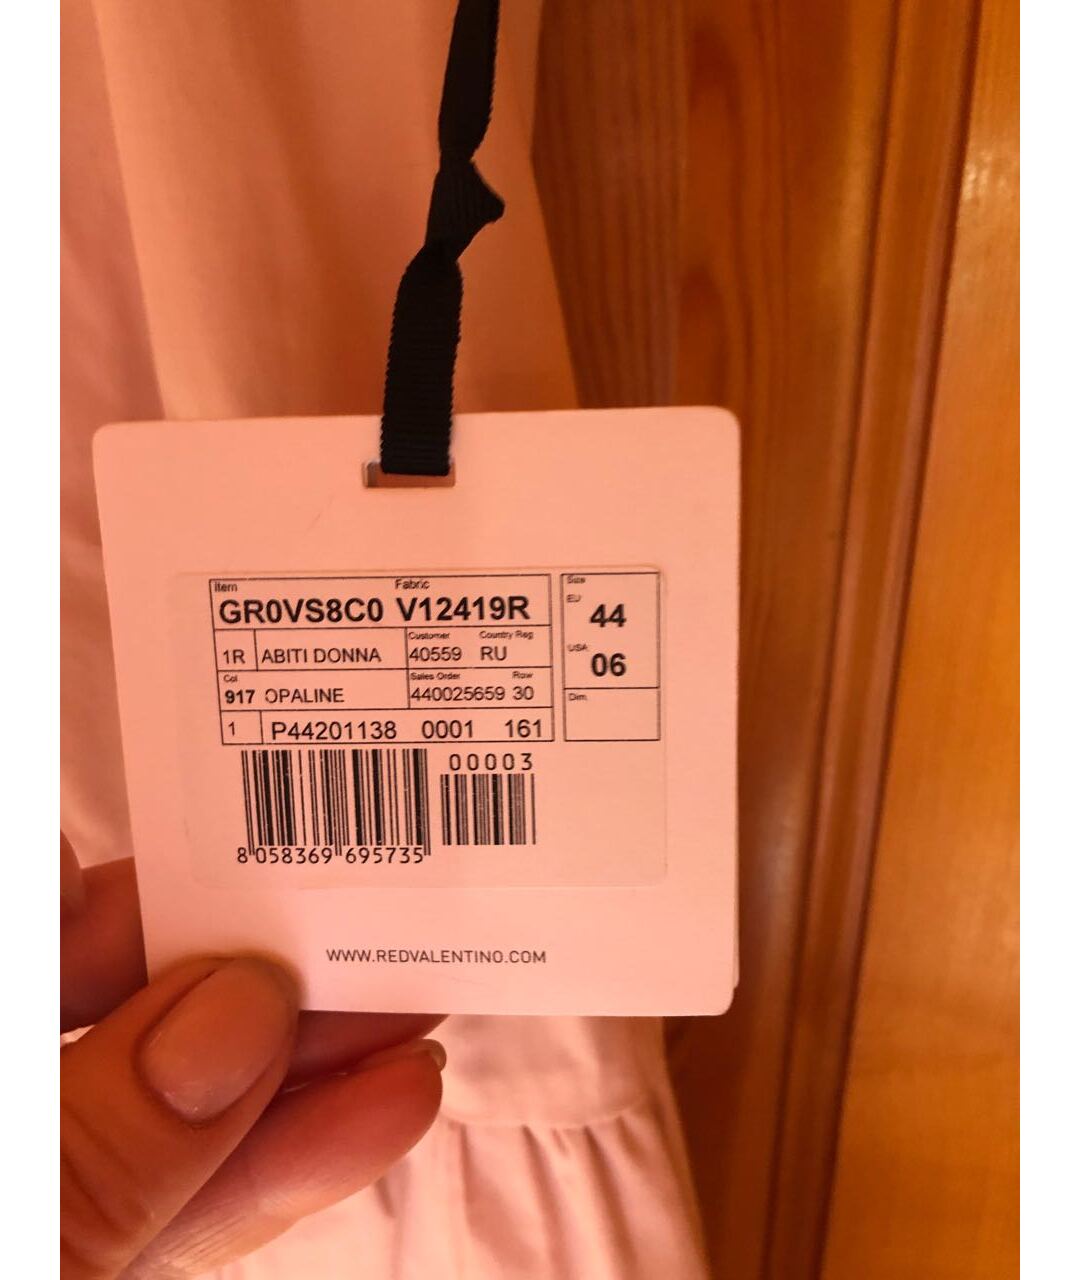 Item Fabric
GR0VS8C0 V12419R
Size
EU
44
USA
06
Dim.
Customer Country Reg
1R ABITI DONNA 40559 RU
Col Sales Order Row
917 OPALINE 440025659 30
1 P44201138 0001 161
00003
8 058369 695735
WWW.REDVALENTINO.COM